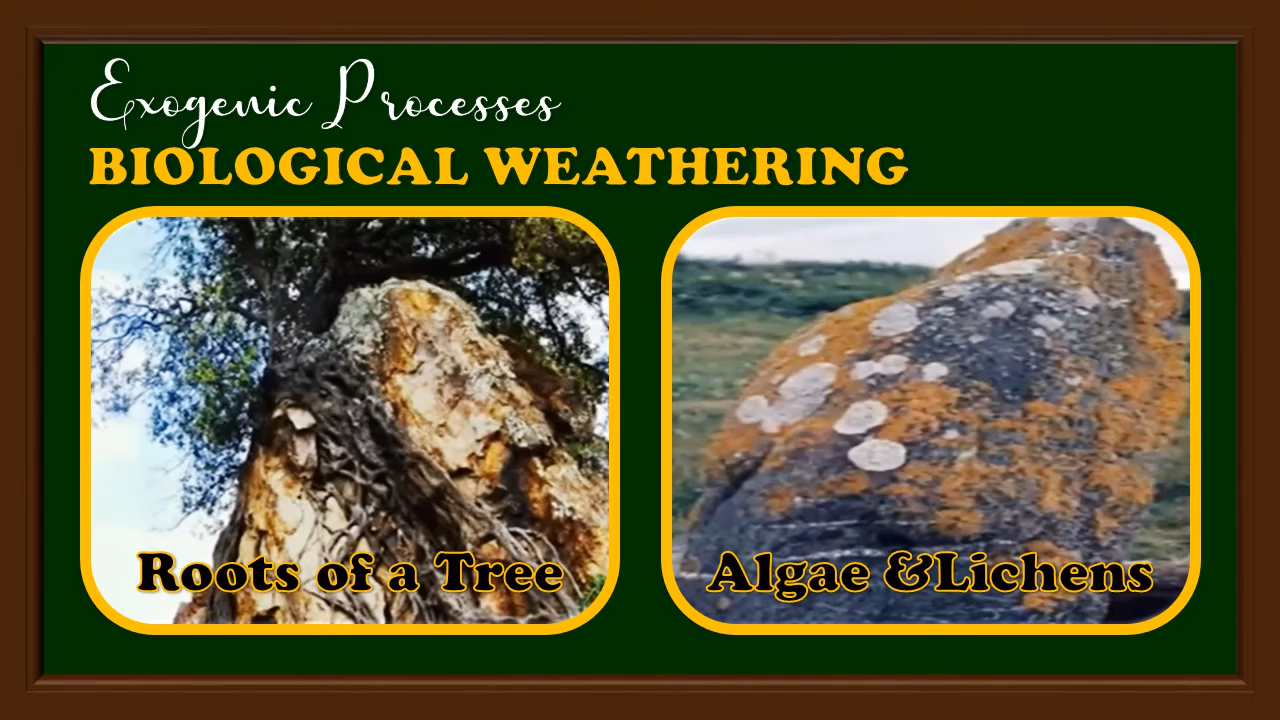 Exogenic Processes
BIOLOGICAL WEATHERING
Roots of a Tree
Algae &Lichens